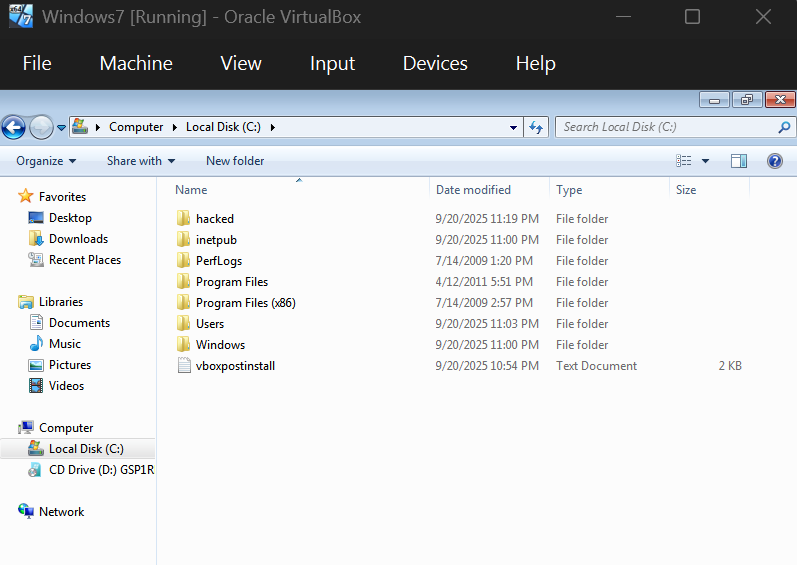 Windows7 [Running] - Oracle VirtualBox
File Machine View Input Devices Help
Computer Local Disk (C:) Search Local Disk (C:)
Organize Share with New folder
Name Date modified Type Size
Favorites
Desktop
Downloads
Recent Places
Libraries
Documents
Music
Pictures
Videos
Computer
Local Disk (C:)
CD Drive (D:) GSP1R
Network
hacked 9/20/2025 11:19 PM File folder
inetpub 9/20/2025 11:00 PM File folder
PerfLogs 7/14/2009 1:20 PM File folder
Program Files 4/12/2011 5:51 PM File folder
Program Files (x86) 7/14/2009 2:57 PM File folder
Users 9/20/2025 11:03 PM File folder
Windows 9/20/2025 11:00 PM File folder
vboxpostinstall 9/20/2025 10:54 PM Text Document 2 KB